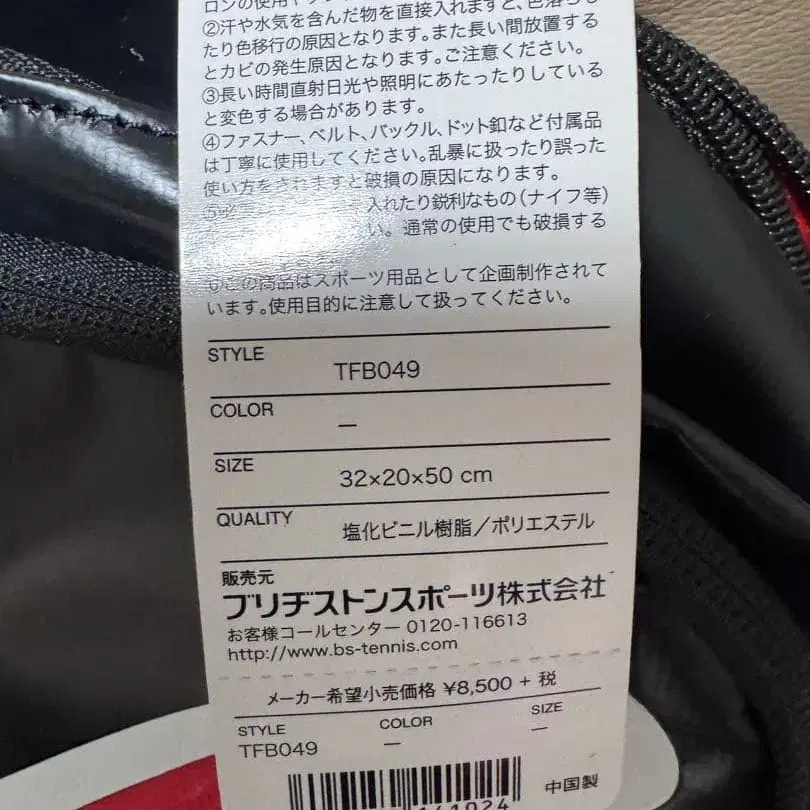 ロンの使用や
②汗や水気を含んだ物を直接入れますと、色落ち
たり色移行の原因となります。また長い間放置する
とカビの発生原因となります。ご注意ください。
③長い時間直射日光や照明にあたったりしている
と変色する場合があります。
④ファスナー、ベルト、バックル、ドット釦など付属品
は丁寧に使用してください。乱暴に扱ったり誤った
使い方をされますと破損の原因になります。
⑤必 入れたり鋭利なもの(ナイフ等)
い。通常の使用でも破損する
⑥この商品はスポーツ用品として企画制作されて
います。使用目的に注意して扱ってください。
STYLE TFB049
COLOR —
SIZE 32×20×50 cm
QUALITY 塩化ビニル樹脂／ポリエステル
販売元
ブリヂストンスポーツ株式会社
お客様コールセンター 0120-116613
http://www.bs-tennis.com
メーカー希望小売価格 ¥8,500 + 税
STYLE COLOR SIZE
TFB049 — —
中国製